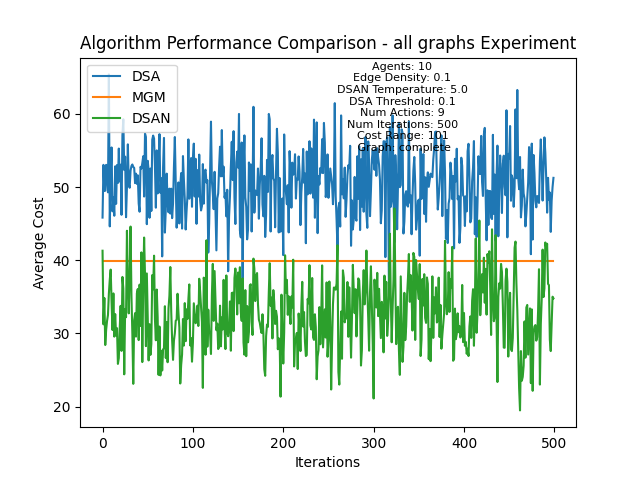 Algorithm Performance Comparison - all graphs Experiment
DSA
MGM
DSAN
Agents: 10
Edge Density: 0.1
DSAN Temperature: 5.0
DSA Threshold: 0.1
Num Actions: 9
Num Iterations: 500
Cost Range: 101
Graph: complete
Average Cost
60
50
40
30
20
0
100
200
300
400
500
Iterations